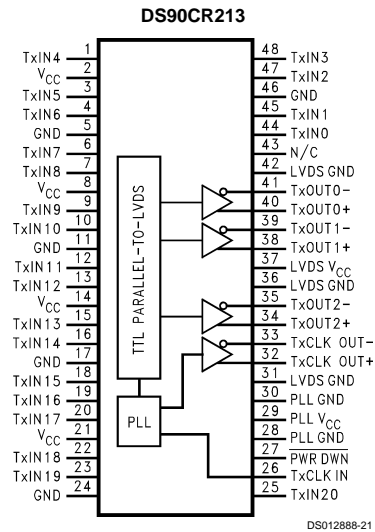 DS90CR213
TxIN4 1
VCC 2
TxIN5 3
TxIN6 4
GND 5
TxIN7 6
TxIN8 7
VCC 8
TxIN9 9
TxIN10 10
GND 11
TxIN11 12
TxIN12 13
VCC 14
TxIN13 15
TxIN14 16
GND 17
TxIN15 18
TxIN16 19
TxIN17 20
VCC 21
TxIN18 22
TxIN19 23
GND 24
TTL PARALLEL-TO-LVDS
PLL
48 TxIN3
47 TxIN2
46 GND
45 TxIN1
44 TxIN0
43 N/C
42 LVDS GND
41 TxOUT0-
40 TxOUT0+
39 TxOUT1-
38 TxOUT1+
37 LVDS VCC
36 LVDS GND
35 TxOUT2-
34 TxOUT2+
33 TxCLK OUT-
32 TxCLK OUT+
31 LVDS GND
30 PLL GND
29 PLL VCC
28 PLL GND
27 PWR DWN
26 TxCLK IN
25 TxIN20
DS012888-21